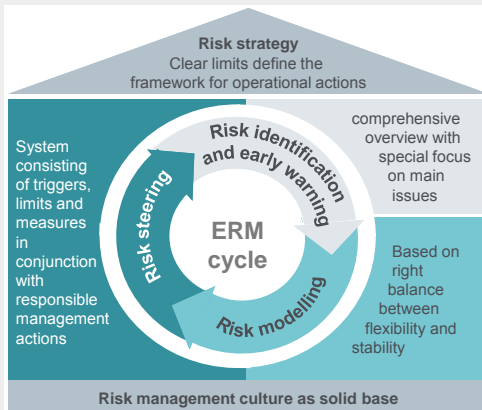 Risk strategy
Clear limits define the
framework for operational actions
System
consisting
of triggers,
limits and
measures
in
conjunction
with
responsible
management
actions
Risk identification
and early warning
comprehensive
overview with
special focus
on main
issues
Risk steering
ERM
cycle
Risk modelling
Based on
right
balance
between
flexibility and
stability
Risk management culture as solid base